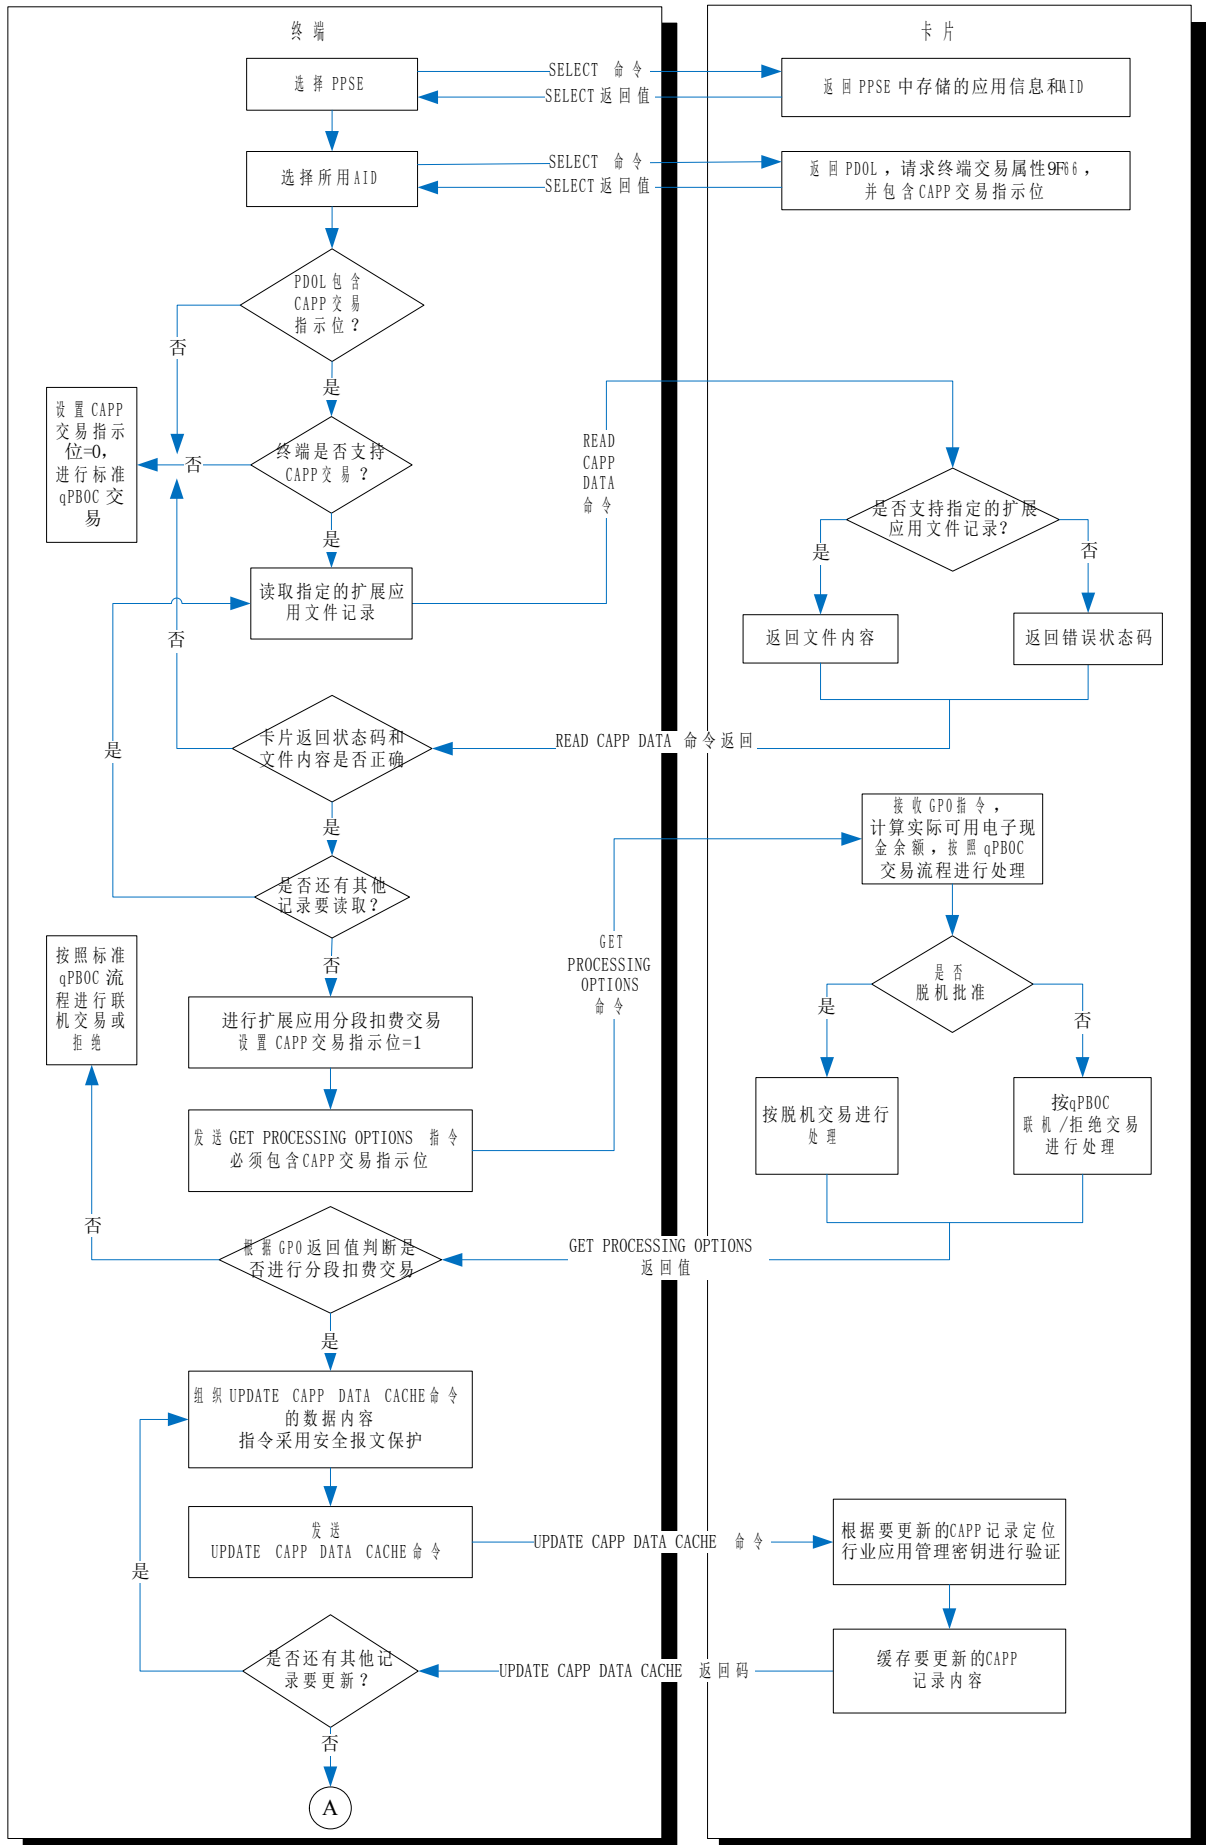 终端
卡片
选择 PPSE
SELECT 命令
SELECT 返回值
返回 PPSE 中存储的应用信息和AID
选择所用AID
SELECT 命令
SELECT 返回值
返回 PDOL，请求终端交易属性9F66，
并包含CAPP交易指示位
PDOL包含
CAPP交易
指示位？
否
是
设置 CAPP
交易指示
位=0，
进行标准
qPBOC 交
易
终端是否支持
CAPP交易？
否
是
READ
CAPP
DATA
命令
是否支持指定的扩展
应用文件记录？
是
否
读取指定的扩展应
用文件记录
返回文件内容
返回错误状态码
否
卡片返回状态码和
文件内容是否正确
READ CAPP DATA 命令返回
是
是
是否还有其他
记录要读取？
否
接收 GPO指令，
计算实际可用电子现
金余额，按照 qPBOC
交易流程进行处理
GET
PROCESSING
OPTIONS
命令
是否
脱机批准
是
否
按照标准
qPBOC 流
程进行联
机交易或
拒绝
进行扩展应用分段扣费交易
设置 CAPP交易指示位=1
发送 GET PROCESSING OPTIONS 指令
必须包含CAPP交易指示位
按脱机交易进行
处理
按qPBOC
联机/拒绝交易
进行处理
否
根据 GPO 返回值判断是
否进行分段扣费交易
GET PROCESSING OPTIONS
返回值
是
组织 UPDATE CAPP DATA CACHE命令
的数据内容
指令采用安全报文保护
发送
UPDATE CAPP DATA CACHE命令
UPDATE CAPP DATA CACHE 命令
根据要更新的CAPP 记录定位
行业应用管理密钥进行验证
是
是否还有其他记
录要更新？
UPDATE CAPP DATA CACHE 返回码
缓存要更新的CAPP
记录内容
否
A